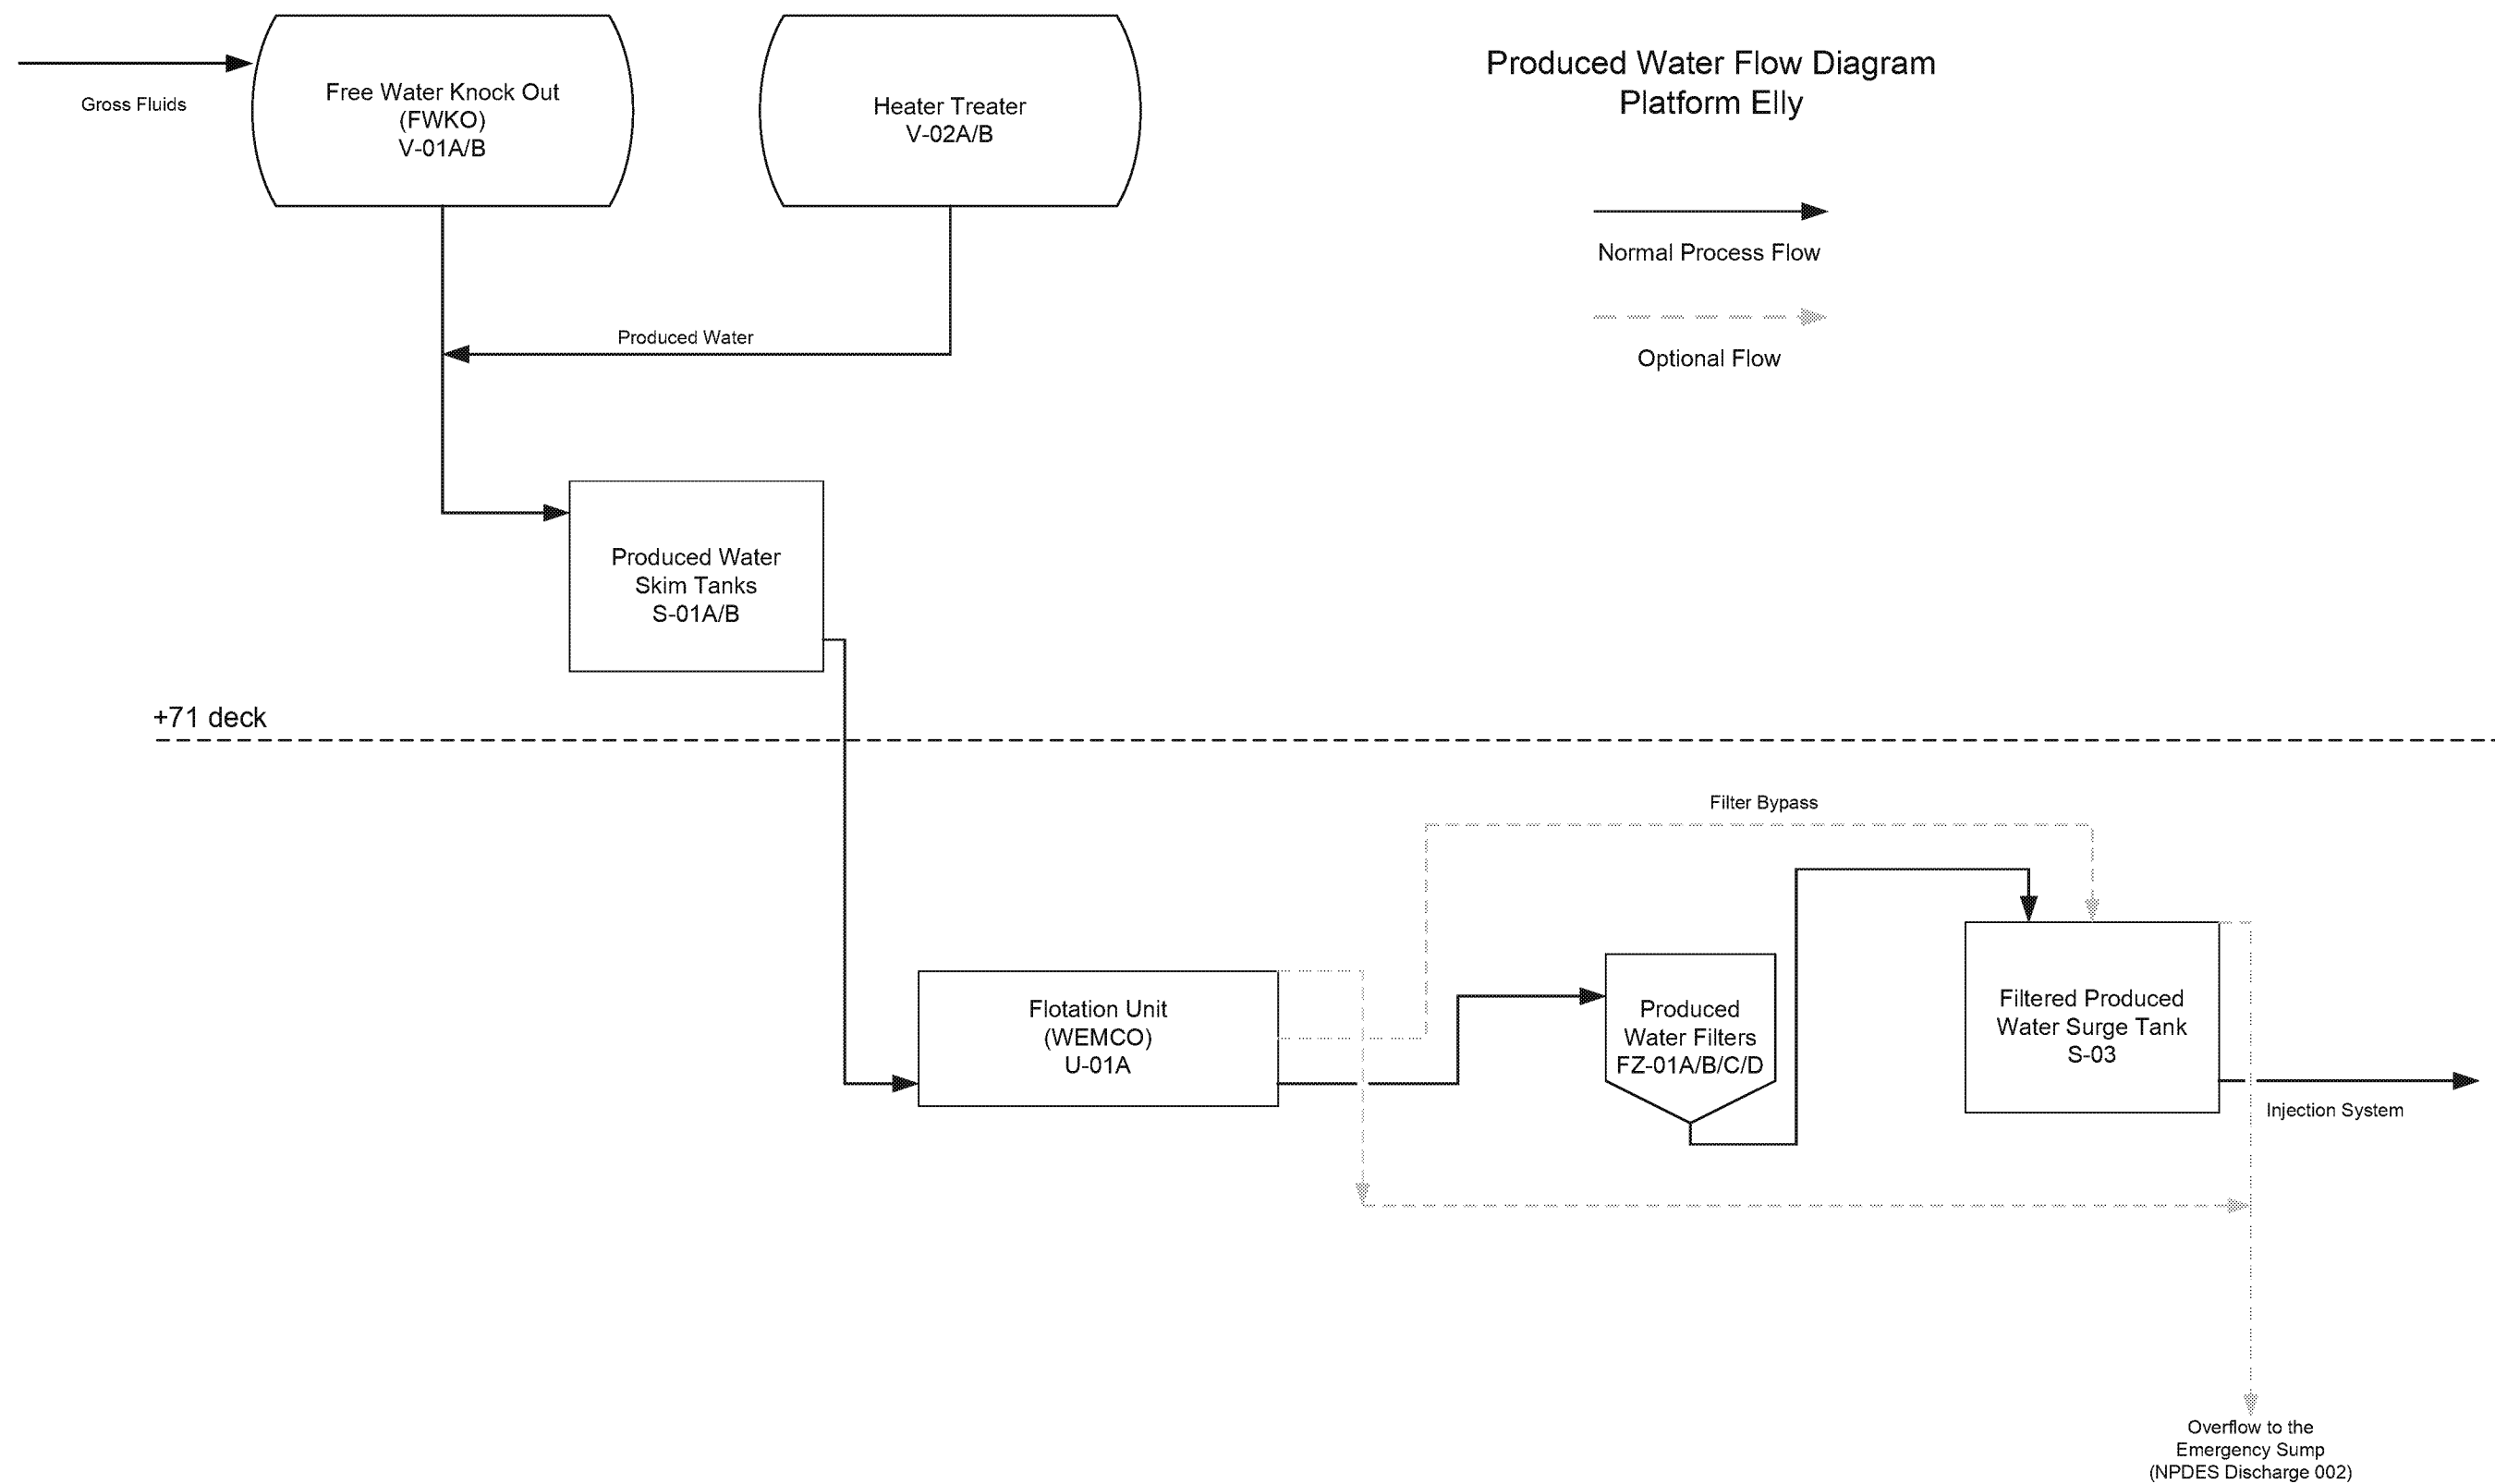 Produced Water Flow Diagram
Platform Elly
Gross Fluids
Free Water Knock Out
(FWKO)
V-01A/B
Heater Treater
V-02A/B
Normal Process Flow
Optional Flow
Produced Water
Produced Water
Skim Tanks
S-01A/B
+71 deck
Filter Bypass
Flotation Unit
(WEMCO)
U-01A
Produced
Water Filters
FZ-01A/B/C/D
Filtered Produced
Water Surge Tank
S-03
Injection System
Overflow to the
Emergency Sump
(NPDES Discharge 002)